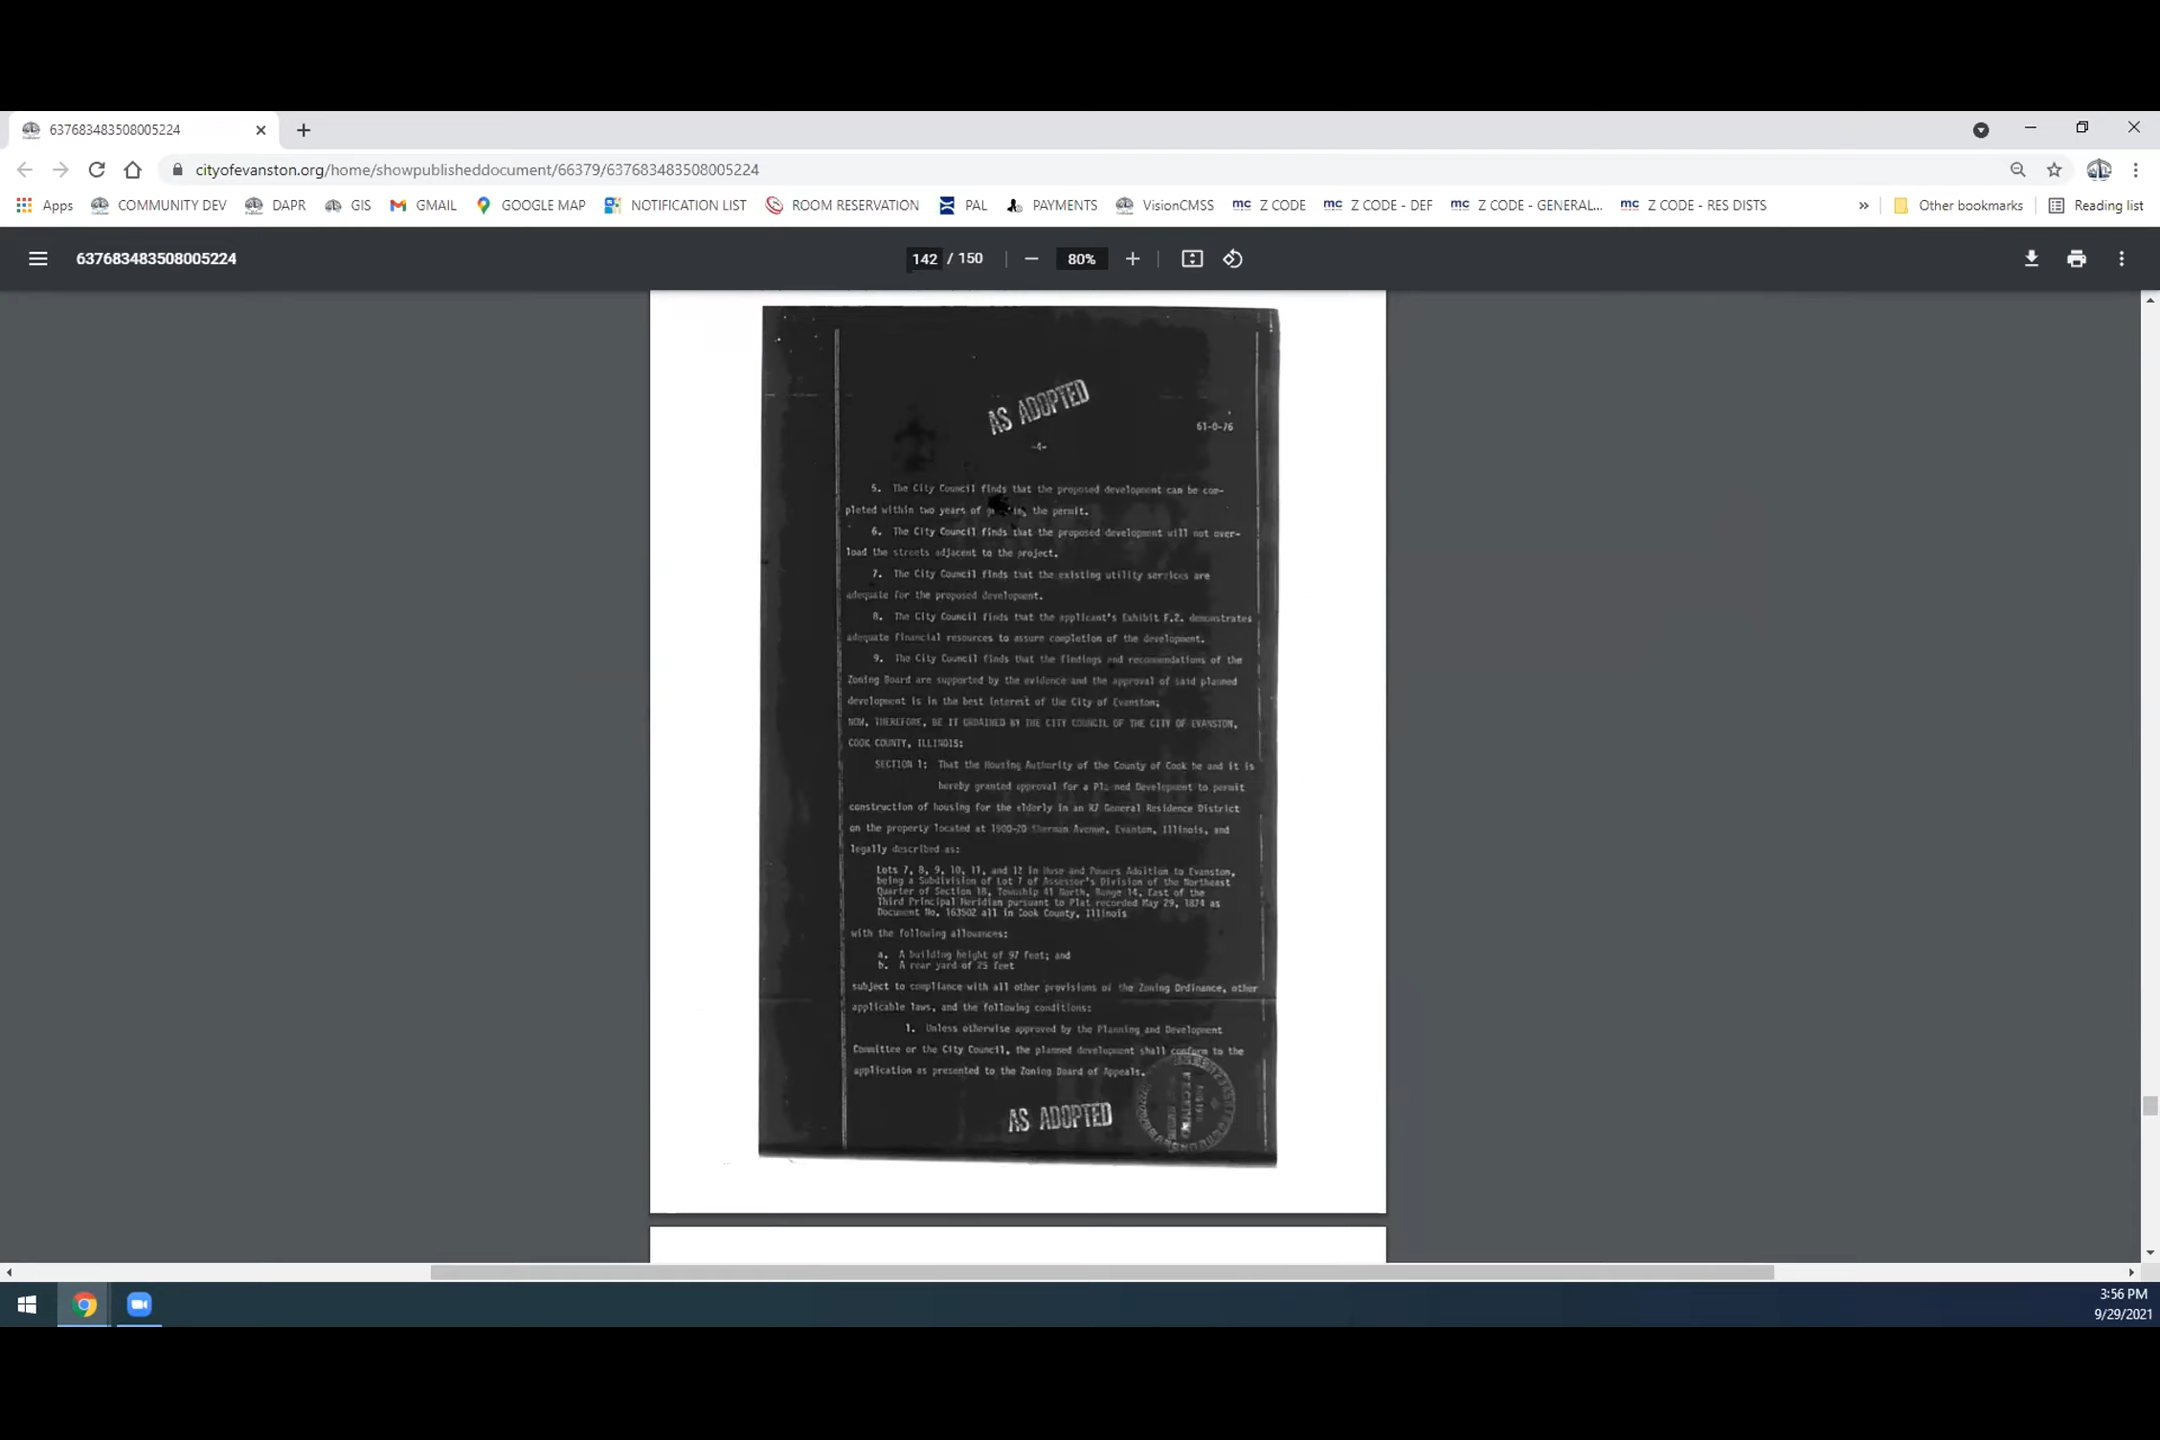 637683483508005224
cityofevanston.org/home/showpublisheddocument/66379/637683483508005224
Apps COMMUNITY DEV DAPR GIS GMAIL GOOGLE MAP NOTIFICATION LIST ROOM RESERVATION PAL PAYMENTS VisionCMSS mc Z CODE mc Z CODE - DEF mc Z CODE - GENERAL... mc Z CODE - RES DISTS » Other bookmarks Reading list
637683483508005224 142 / 150 80%
AS ADOPTED
61-0-76
-4-
5. The City Council finds that the proposed development can be com-
pleted within two years of the permit.
6. The City Council finds that the proposed development will not over-
load the streets adjacent to the project.
7. The City Council finds that the existing utility services are
adequate for the proposed development.
8. The City Council finds that the applicant's Exhibit F.2. demonstrates
adequate financial resources to assure completion of the development.
9. The City Council finds that the findings and recommendations of the
Zoning Board are supported by the evidence and the approval of said planned
development is in the best interest of the City of Evanston;
NOW, THEREFORE, BE IT ORDAINED BY THE CITY COUNCIL OF THE CITY OF EVANSTON,
COOK COUNTY, ILLINOIS:
SECTION 1: That the Housing Authority of the County of Cook be and it is
hereby granted approval for a Planned Development to permit
construction of housing for the elderly in an R7 General Residence District
on the property located at 1900-20 Sherman Avenue, Evanston, Illinois, and
legally described as:
Lots 7, 8, 9, 10, 11, and 12 in and Powers Addition to Evanston,
being a Subdivision of Lot 7 of Assessor's Division of the Northeast
Quarter of Section 18, Township 41 North, Range 14, East of the
Third Principal Meridian pursuant to Plat recorded May 29, 1874 as
Document No. 163502 all in Cook County, Illinois
with the following allowances:
a. A building height of 97 feet; and
b. A rear yard of 25 feet
subject to compliance with all other provisions of the Zoning Ordinance, other
applicable laws, and the following conditions:
1. Unless otherwise approved by the Planning and Development
Committee or the City Council, the planned development shall conform to the
application as presented to the Zoning Board of Appeals.
AS ADOPTED
RECEIVED
3:56 PM
9/29/2021